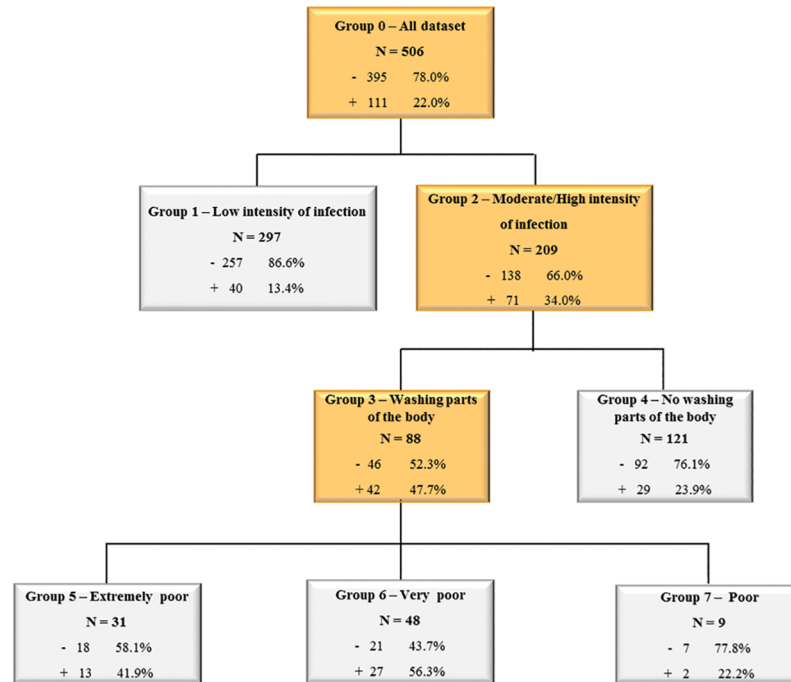 Group 0 – All dataset
N = 506
- 395 78.0%
+ 111 22.0%
Group 1 – Low intensity of infection
N = 297
- 257 86.6%
+ 40 13.4%
Group 2 – Moderate/High intensity
of infection
N = 209
- 138 66.0%
+ 71 34.0%
Group 3 – Washing parts
of the body
N = 88
- 46 52.3%
+ 42 47.7%
Group 4 – No washing
parts of the body
N = 121
- 92 76.1%
+ 29 23.9%
Group 5 – Extremely poor
N = 31
- 18 58.1%
+ 13 41.9%
Group 6 – Very poor
N = 48
- 21 43.7%
+ 27 56.3%
Group 7 – Poor
N = 9
- 7 77.8%
+ 2 22.2%